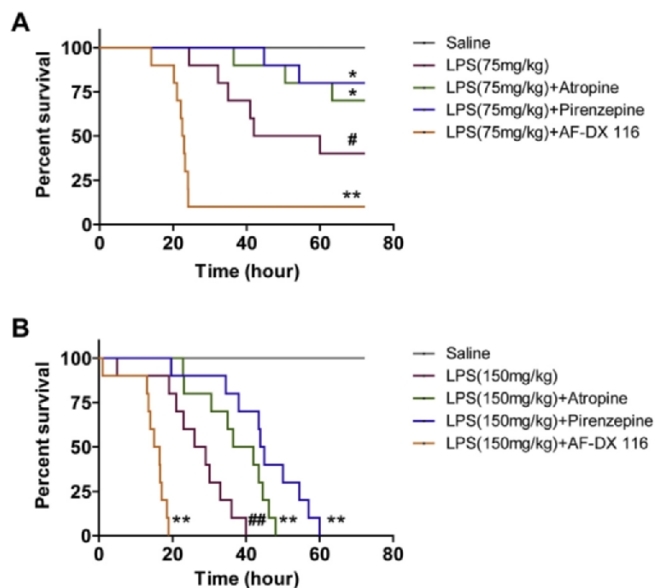 A
Percent survival
100
75
50
25
0
0 20 40 60 80
Time (hour)
*
*
#
**
Saline
LPS(75mg/kg)
LPS(75mg/kg)+Atropine
LPS(75mg/kg)+Pirenzepine
LPS(75mg/kg)+AF-DX 116
B
Percent survival
100
75
50
25
0
0 20 40 60 80
Time (hour)
** ## ** **
Saline
LPS(150mg/kg)
LPS(150mg/kg)+Atropine
LPS(150mg/kg)+Pirenzepine
LPS(150mg/kg)+AF-DX 116